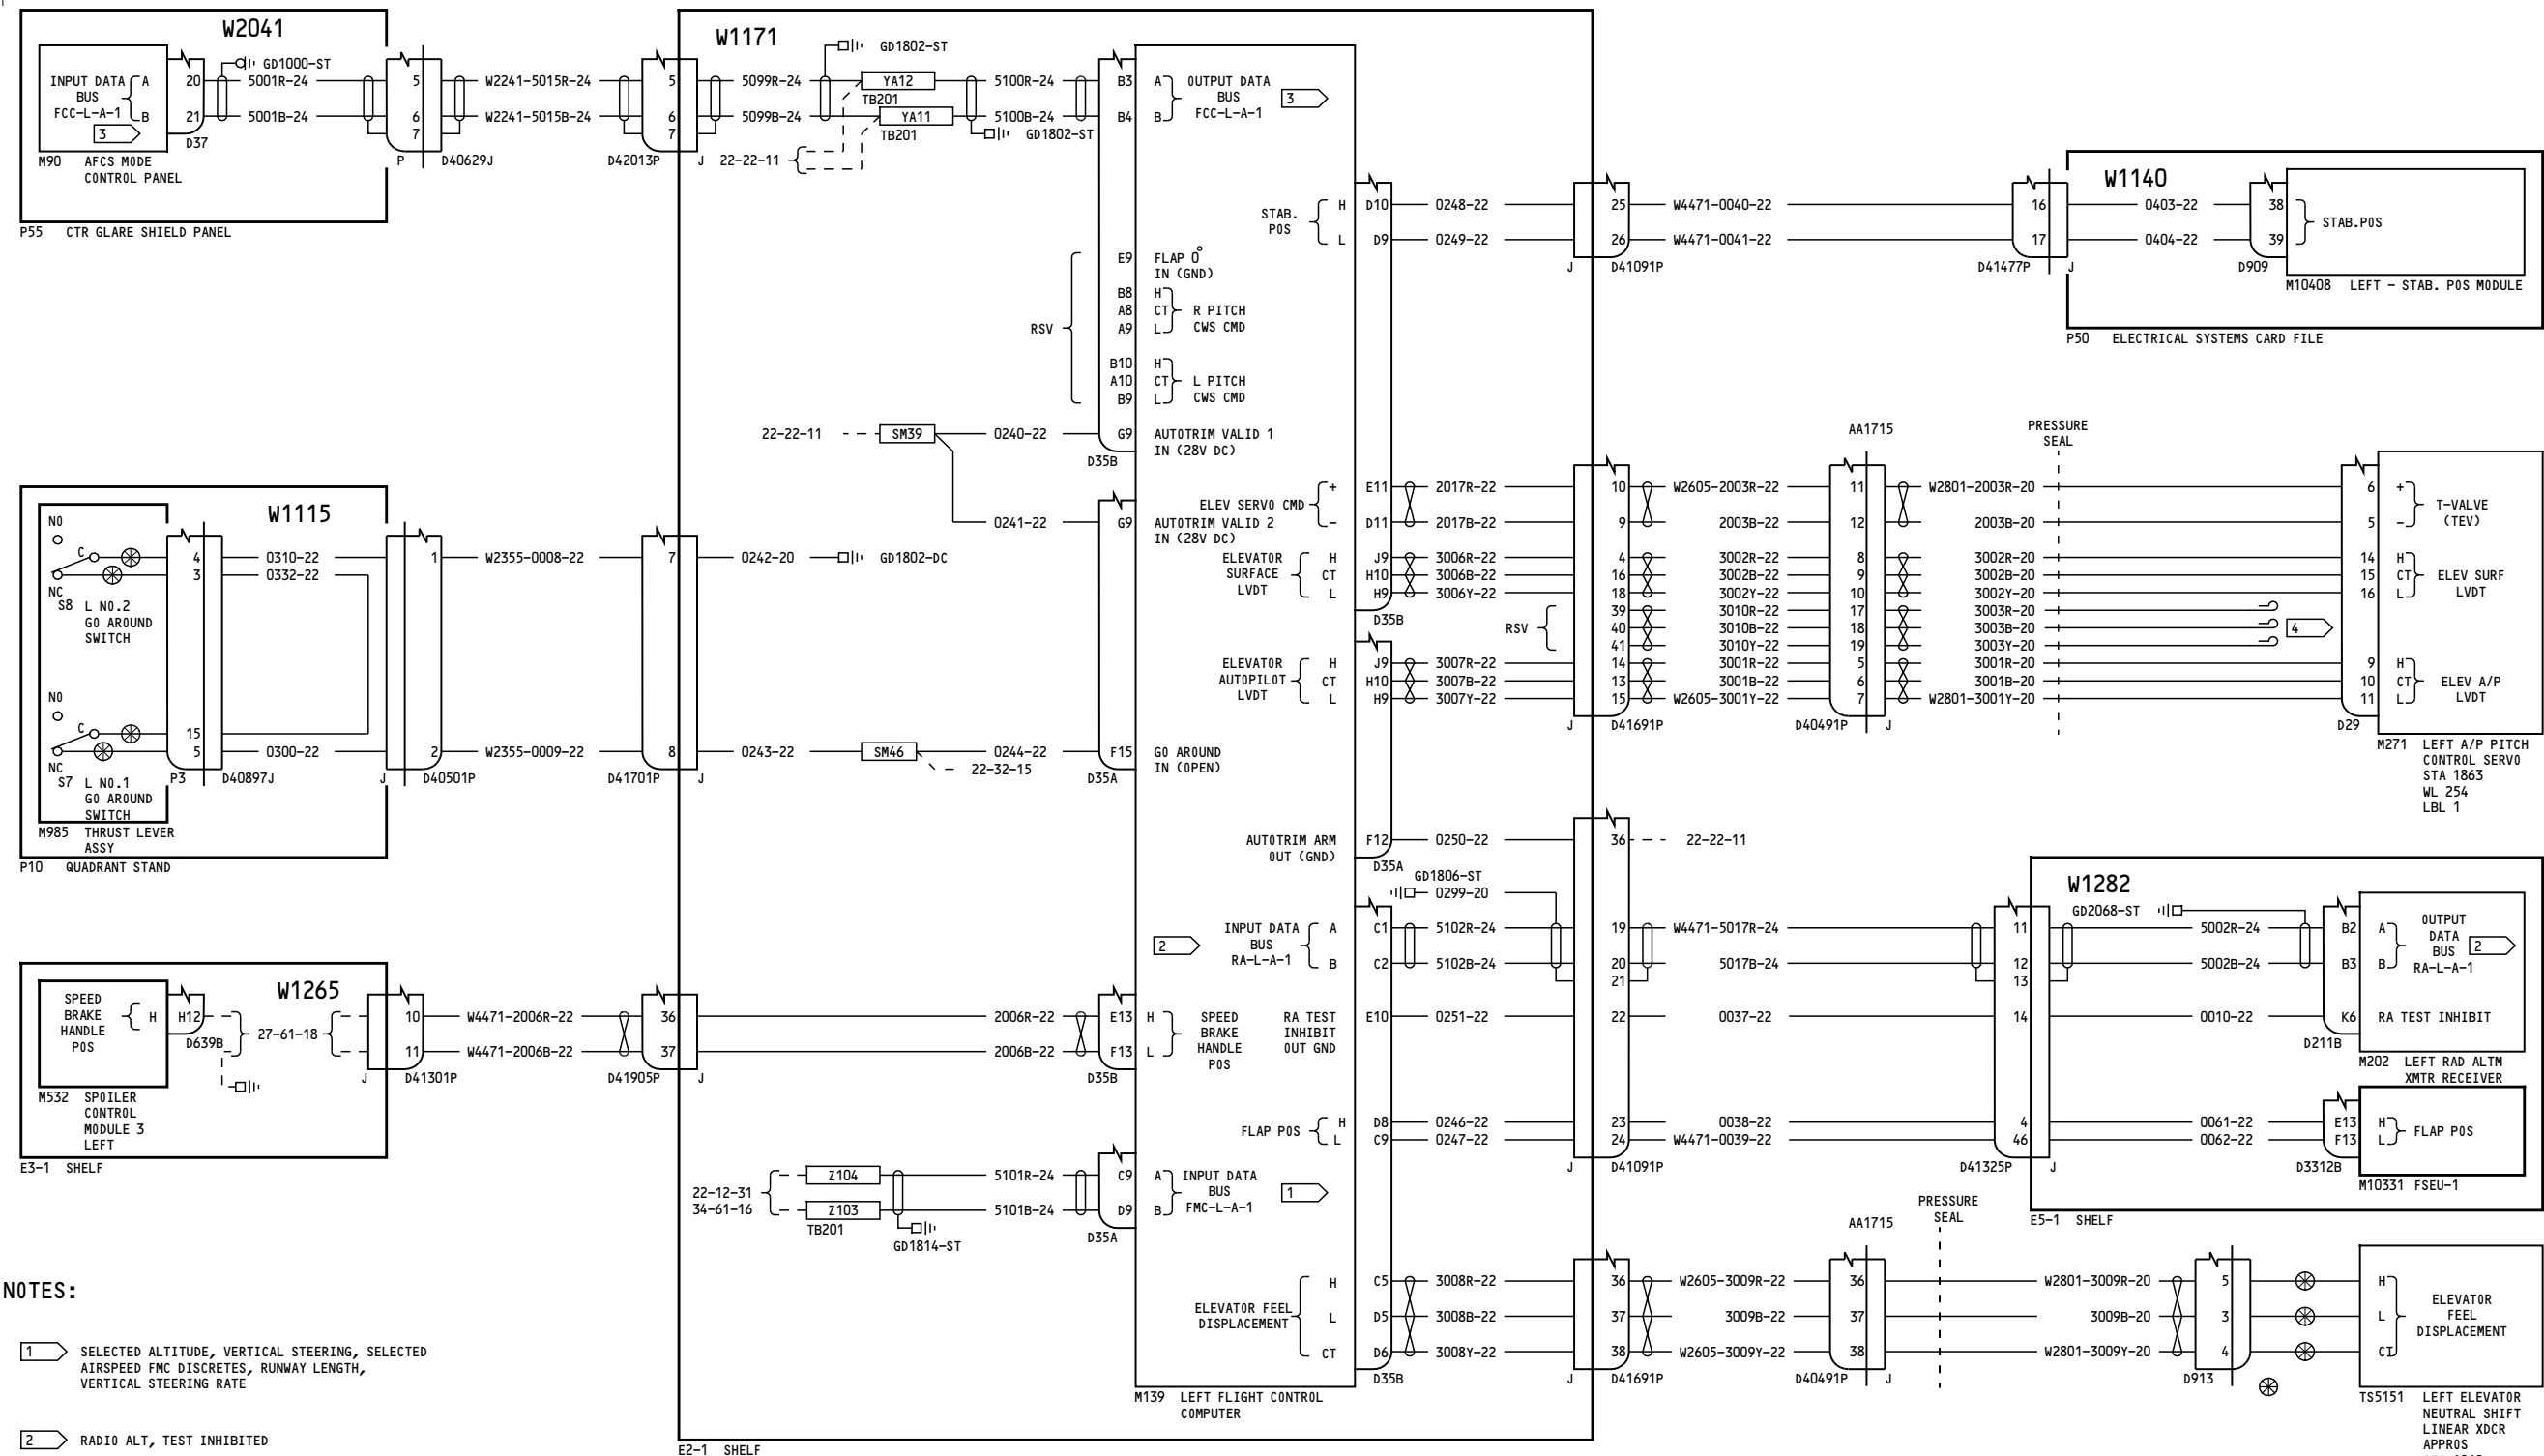 W2041
INPUT DATA
BUS
FCC-L-A-1
A
B
3
20
21
D37
GD1000-ST
5001R-24
5001B-24
M90 AFCS MODE
CONTROL PANEL
P55 CTR GLARE SHIELD PANEL
5
6
7
P D40629J
W2241-5015R-24
W2241-5015B-24
5
6
7
D42013P J
W1171
5099R-24
5099B-24
GD1802-ST
YA12
TB201
YA11
TB201
22-22-11
5100R-24
5100B-24
GD1802-ST
B3
B4
A
B
OUTPUT DATA
BUS
FCC-L-A-1
3
RSV
E9 FLAP 0°
IN (GND)
B8 H
A8 CT
A9 L
R PITCH
CWS CMD
B10 H
A10 CT
B9 L
L PITCH
CWS CMD
22-22-11
SM39
0240-22
G9 AUTOTRIM VALID 1
IN (28V DC)
D35B
0241-22
G9 AUTOTRIM VALID 2
IN (28V DC)
STAB.
POS
H D10 0248-22
L D9 0249-22
25 W4471-0040-22
26 W4471-0041-22
J D41091P
16
17
D41477P J
W1140
0403-22
0404-22
38
39
D909
STAB.POS
M10408 LEFT - STAB. POS MODULE
P50 ELECTRICAL SYSTEMS CARD FILE
W1115
NO
C
NC
S8 L NO.2
GO AROUND
SWITCH
NO
C
NC
S7 L NO.1
GO AROUND
SWITCH
M985 THRUST LEVER
ASSY
P10 QUADRANT STAND
4
3
15
5
P3 D40897J
0310-22
0332-22
0300-22
1
2
J D40501P
W2355-0008-22
W2355-0009-22
7
8
D41701P J
0242-20
GD1802-DC
0243-22
SM46
0244-22
22-32-15
F15 GO AROUND
IN (OPEN)
D35A
ELEV SERVO CMD
+ E11 2017R-22
- D11 2017B-22
ELEVATOR
SURFACE
LVDT
H J9 3006R-22
CT H10 3006B-22
L H9 3006Y-22
D35B
ELEVATOR
AUTOPILOT
LVDT
H J9 3007R-22
CT H10 3007B-22
L H9 3007Y-22
RSV
10 W2605-2003R-22
9 2003B-22
4 3002R-22
16 3002B-22
18 3002Y-22
39 3010R-22
40 3010B-22
41 3010Y-22
14 3001R-22
13 3001B-22
15 W2605-3001Y-22
J D41691P
AA1715
11 W2801-2003R-20
12 2003B-20
8 3002R-20
9 3002B-20
10 3002Y-20
17 3003R-20
18 3003B-20
19 3003Y-20
5 3001R-20
6 3001B-20
7 W2801-3001Y-20
D40491P J
PRESSURE
SEAL
4
6 +
5 -
T-VALVE
(TEV)
14 H
15 CT
16 L
ELEV SURF
LVDT
9 H
10 CT
11 L
ELEV A/P
LVDT
D29
M271 LEFT A/P PITCH
CONTROL SERVO
STA 1863
WL 254
LBL 1
AUTOTRIM ARM
OUT (GND)
F12 0250-22
D35A
36 22-22-11
GD1806-ST
0299-20
2
INPUT DATA
BUS
RA-L-A-1
A C1 5102R-24
B C2 5102B-24
RA TEST
INHIBIT
OUT GND
E10 0251-22
FLAP POS
H D8 0246-22
L C9 0247-22
19 W4471-5017R-24
20 5017B-24
21
22 0037-22
23 0038-22
24 W4471-0039-22
J D41091P
11
12
13
14
4
46
D41325P J
W1282
GD2068-ST
5002R-24
5002B-24
0010-22
0061-22
0062-22
B2 A
B3 B
OUTPUT
DATA
BUS
RA-L-A-1
2
K6 RA TEST INHIBIT
D211B
M202 LEFT RAD ALTM
XMTR RECEIVER
E13 H
F13 L
FLAP POS
D3312B
M10331 FSEU-1
E5-1 SHELF
W1265
SPEED
BRAKE
HANDLE
POS
H
H12
D639B
27-61-18
M532 SPOILER
CONTROL
MODULE 3
LEFT
E3-1 SHELF
10
11
J D41301P
W4471-2006R-22
W4471-2006B-22
36
37
D41905P J
2006R-22
2006B-22
E13 H
F13 L
SPEED
BRAKE
HANDLE
POS
D35B
22-12-31
34-61-16
Z104
Z103
TB201
GD1814-ST
5101R-24
5101B-24
C9 A
D9 B
INPUT DATA
BUS
FMC-L-A-1
1
D35A
ELEVATOR FEEL
DISPLACEMENT
H C5 3008R-22
L D5 3008B-22
CT D6 3008Y-22
D35B
M139 LEFT FLIGHT CONTROL
COMPUTER
E2-1 SHELF
36 W2605-3009R-22
37 3009B-22
38 W2605-3009Y-22
J D41691P
AA1715
36
37
38
D40491P J
PRESSURE
SEAL
W2801-3009R-20
3009B-20
W2801-3009Y-20
5
3
4
D913
H
L
CT
ELEVATOR
FEEL
DISPLACEMENT
TS5151 LEFT ELEVATOR
NEUTRAL SHIFT
LINEAR XDCR
APPROS
NOTES:
1 SELECTED ALTITUDE, VERTICAL STEERING, SELECTED
AIRSPEED FMC DISCRETES, RUNWAY LENGTH,
VERTICAL STEERING RATE
2 RADIO ALT, TEST INHIBITED